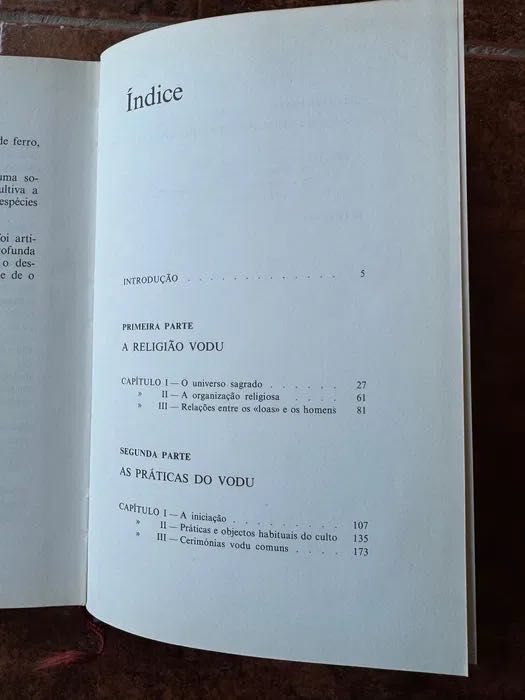 de ferro,
uma so-
ultiva a
espécies
oi arti-
rofunda
o des-
e de o
Índice
INTRODUÇÃO . . . . . . . . . . . . . 5
PRIMEIRA PARTE
A RELIGIÃO VODU
CAPÍTULO I — O universo sagrado . . . . . . 27
» II — A organização religiosa . . . . . 61
» III — Relações entre os «loas» e os homens 81
SEGUNDA PARTE
AS PRÁTICAS DO VODU
CAPÍTULO I — A iniciação . . . . . . . . . 107
» II — Práticas e objectos habituais do culto 135
» III — Cerimónias vodu comuns . . . . 173